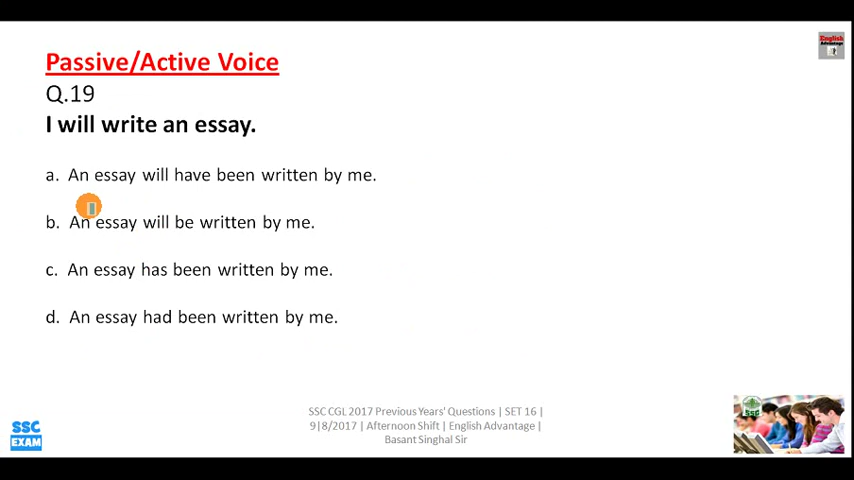 Passive/Active Voice
English
Advantage
Q.19
I will write an essay.
a. An essay will have been written by me.
b. An essay will be written by me.
c. An essay has been written by me.
d. An essay had been written by me.
SSC CGL 2017 Previous Years' Questions | SET 16 |
9|8/2017 | Afternoon Shift | English Advantage |
Basant Singhal Sir
SSC
EXAM
SSC